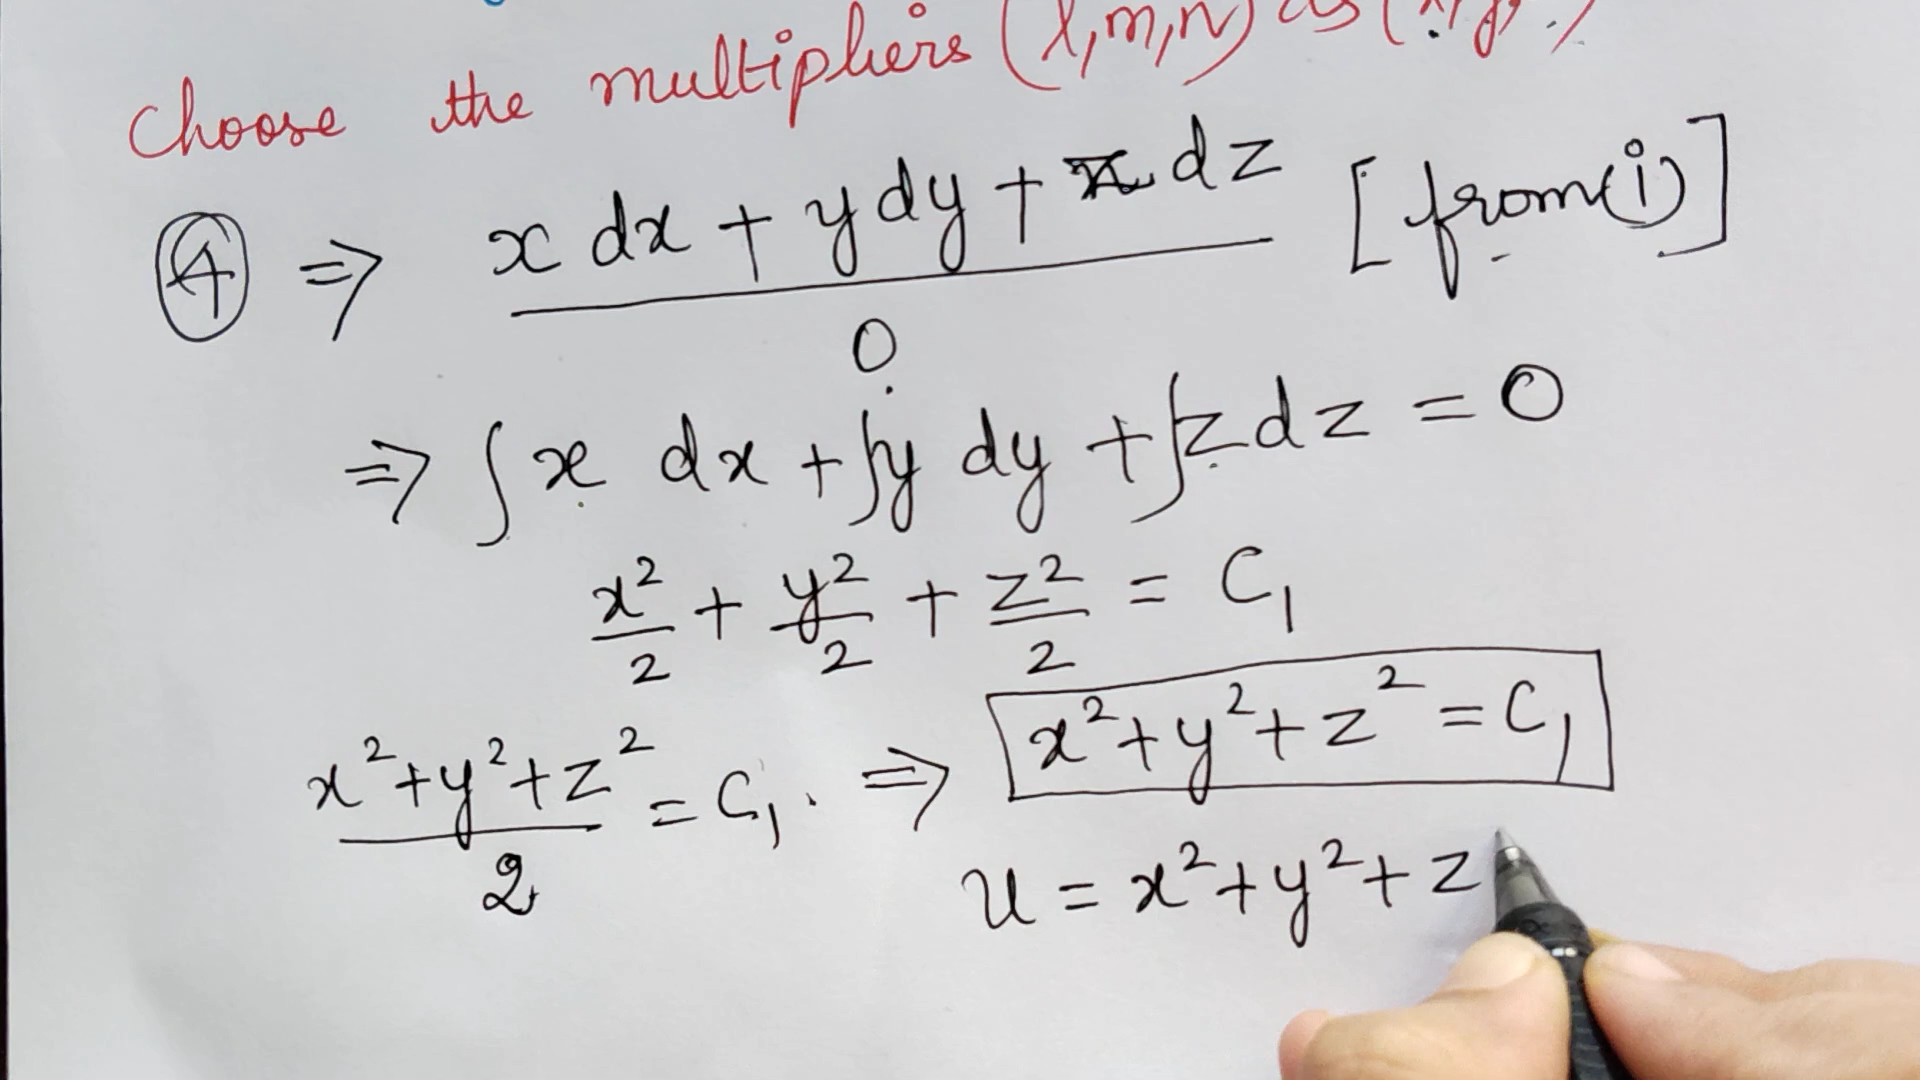 Choose the multipliers (l,m,n) as (x,y,
④ ⇒ x dx + y dy + z dz / 0 [from(i)]
⇒ ∫ x dx + ∫ y dy + ∫ z dz = 0
x²/2 + y²/2 + z²/2 = C₁
x²+y²+z²/2 = C₁. ⇒ x²+y²+z² = C₁
u = x²+y²+z